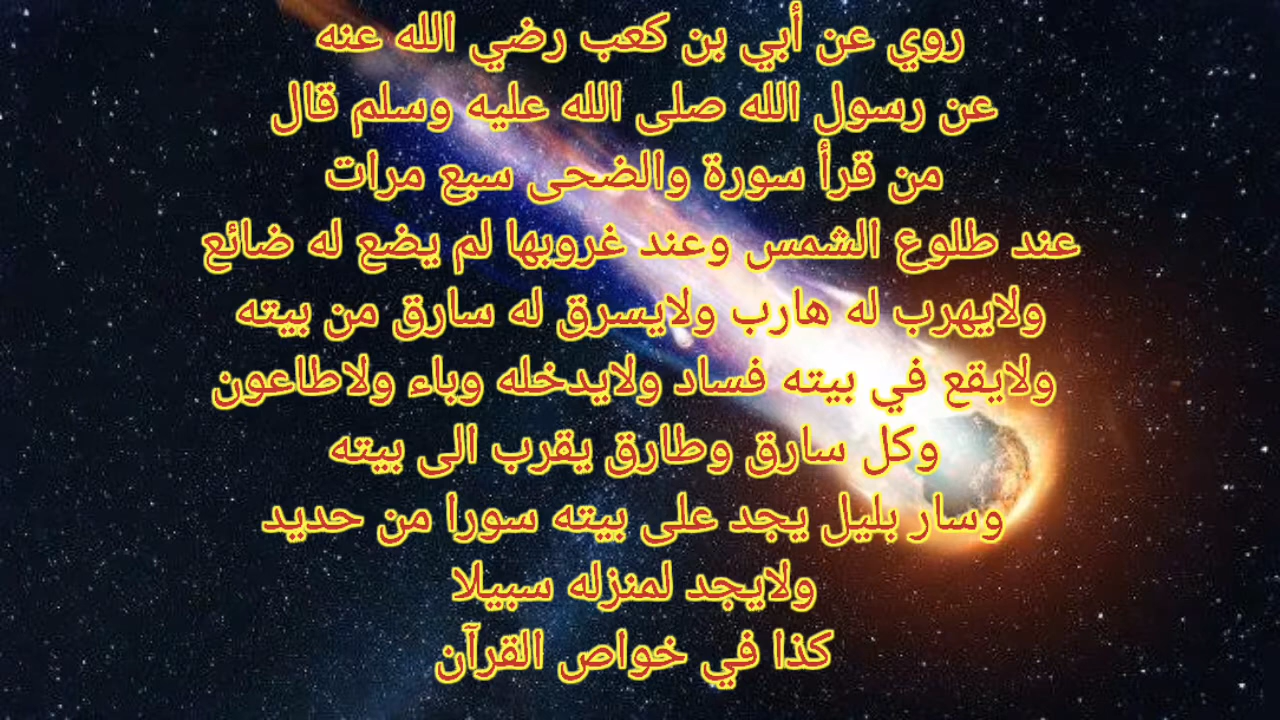 روي عن أبي بن كعب رضي الله عنه
عن رسول الله صلى الله عليه وسلم قال
من قرأ سورة والضحى سبع مرات
عند طلوع الشمس وعند غروبها لم يضع له ضائع
ولايهرب له هارب ولايسرق له سارق من بيته
ولايقع في بيته فساد ولايدخله وباء ولاطاعون
وكل سارق وطارق يقرب الى بيته
وسار بليل يجد على بيته سورا من حديد
ولايجد لمنزله سبيلا
كذا في خواص القرآن